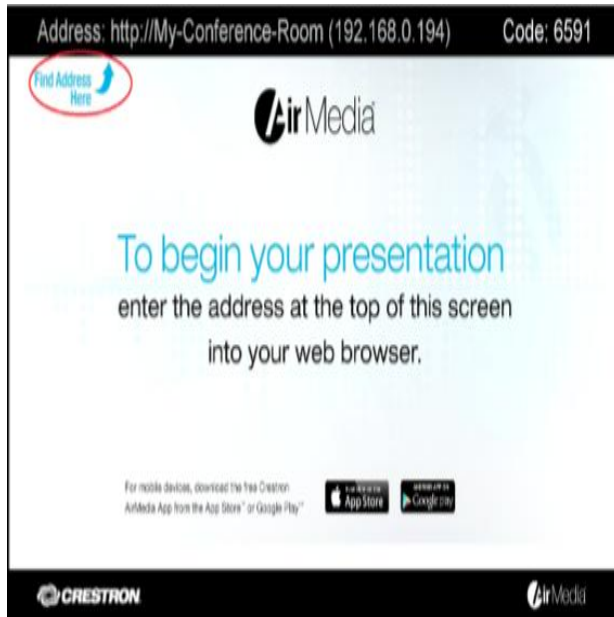 Address: http://My-Conference-Room (192.168.0.194) Code: 6591
Find Address
Here
AirMedia
To begin your presentation
enter the address at the top of this screen
into your web browser.
For mobile devices, download the free Crestron
AirMedia App from the App Store™ or Google Play™
App Store
Google play
CRESTRON
AirMedia